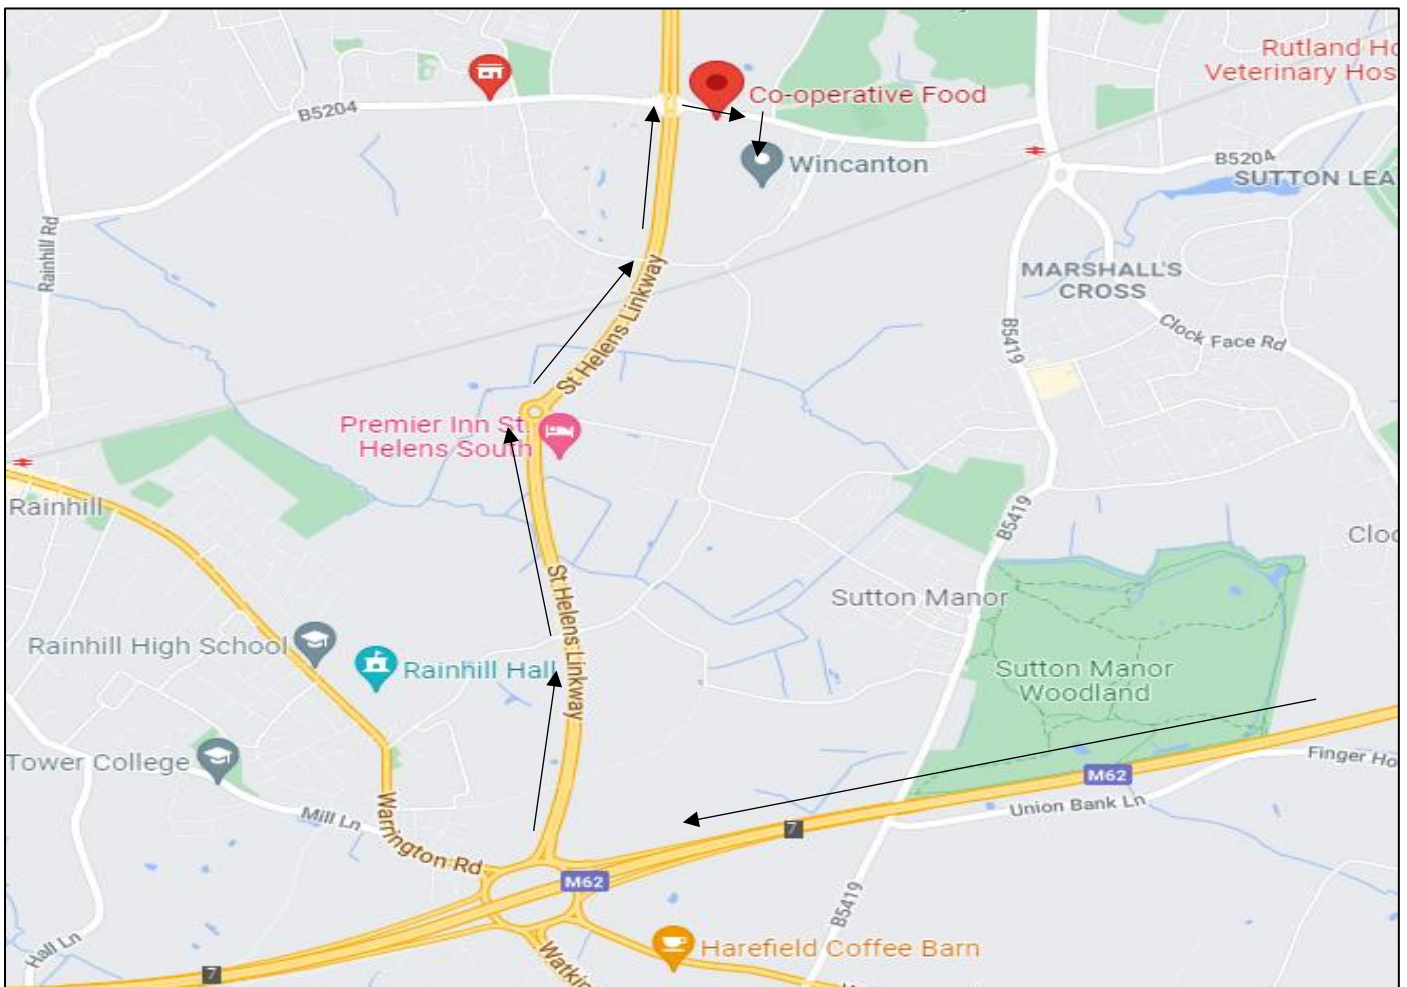 Rutland Ho
Veterinary Hos
Co-operative Food
B5204
Wincanton
B5204
SUTTON LEA
Rainhill Rd
MARSHALL'S
CROSS
St Helens Linkway
B5419
Clock Face Rd
Premier Inn St.
Helens South
Rainhill
B5419
Cloc
St Helens Linkway
Sutton Manor
Rainhill High School
Rainhill Hall
Sutton Manor
Woodland
Tower College
Finger Ho
M62
Union Bank Ln
Mill Ln
Warrington Rd
7
M62
B5419
Hall Ln
Harefield Coffee Barn
7
Watkin